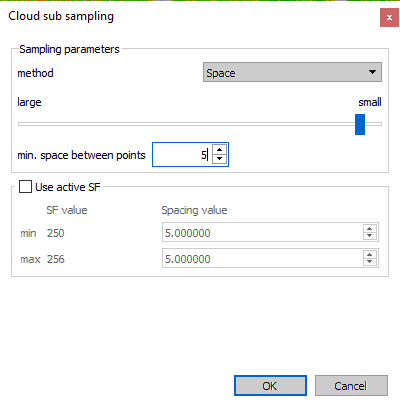 Cloud sub sampling
x
Sampling parameters
method Space
large small
min. space between points 5
Use active SF
SF value Spacing value
min 250 5.000000
max 256 5.000000
OK Cancel